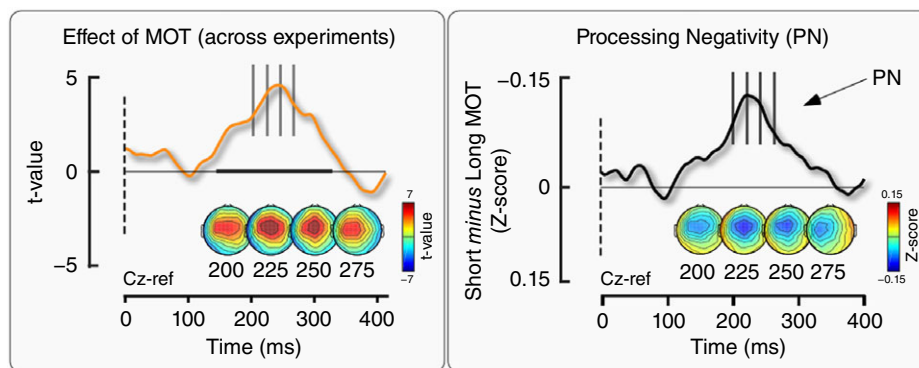 Effect of MOT (across experiments)
5
0
−5
t-value
7
−7
t-value
200 225 250 275
Cz-ref
0 100 200 300 400
Time (ms)
Processing Negativity (PN)
−0.15
0
0.15
Short minus Long MOT
(Z-score)
PN
0.15
−0.15
Z-score
200 225 250 275
Cz-ref
0 100 200 300 400
Time (ms)